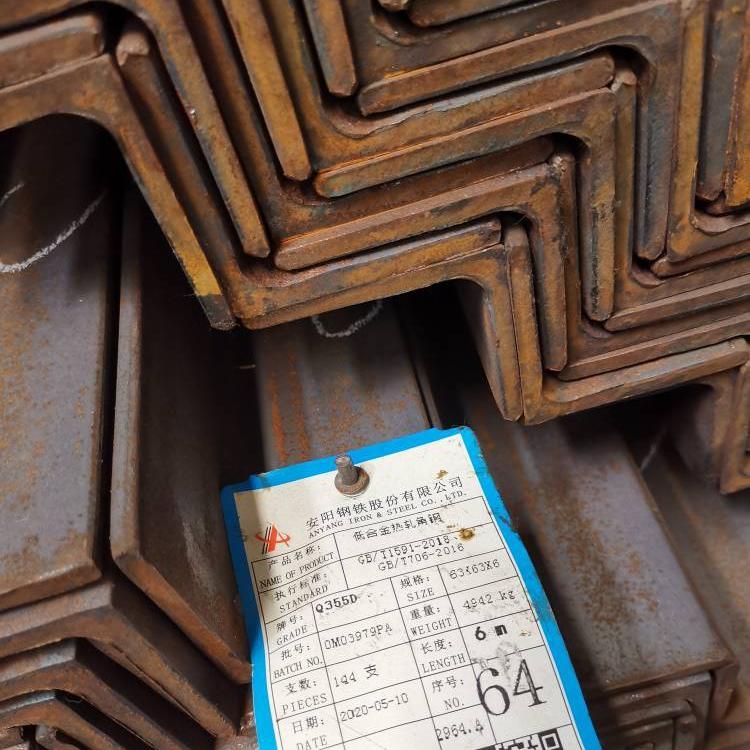 安阳钢铁股份有限公司
ANYANG IRON & STEEL CO., LTD.
产品名称: 低合金热轧角钢
NAME OF PRODUCT
执行标准: GB/T1591-2018
STANDARD GB/T706-2016
牌号: Q355D 规格: 63X63X6
GRADE SIZE
批号: 0M03979PA 重量: 4942 kg
BATCH NO. WEIGHT
支数: 144 支 长度: 6 m
PIECES LENGTH
日期: 2020-05-10 序号: 64
DATE NO.
2964.A